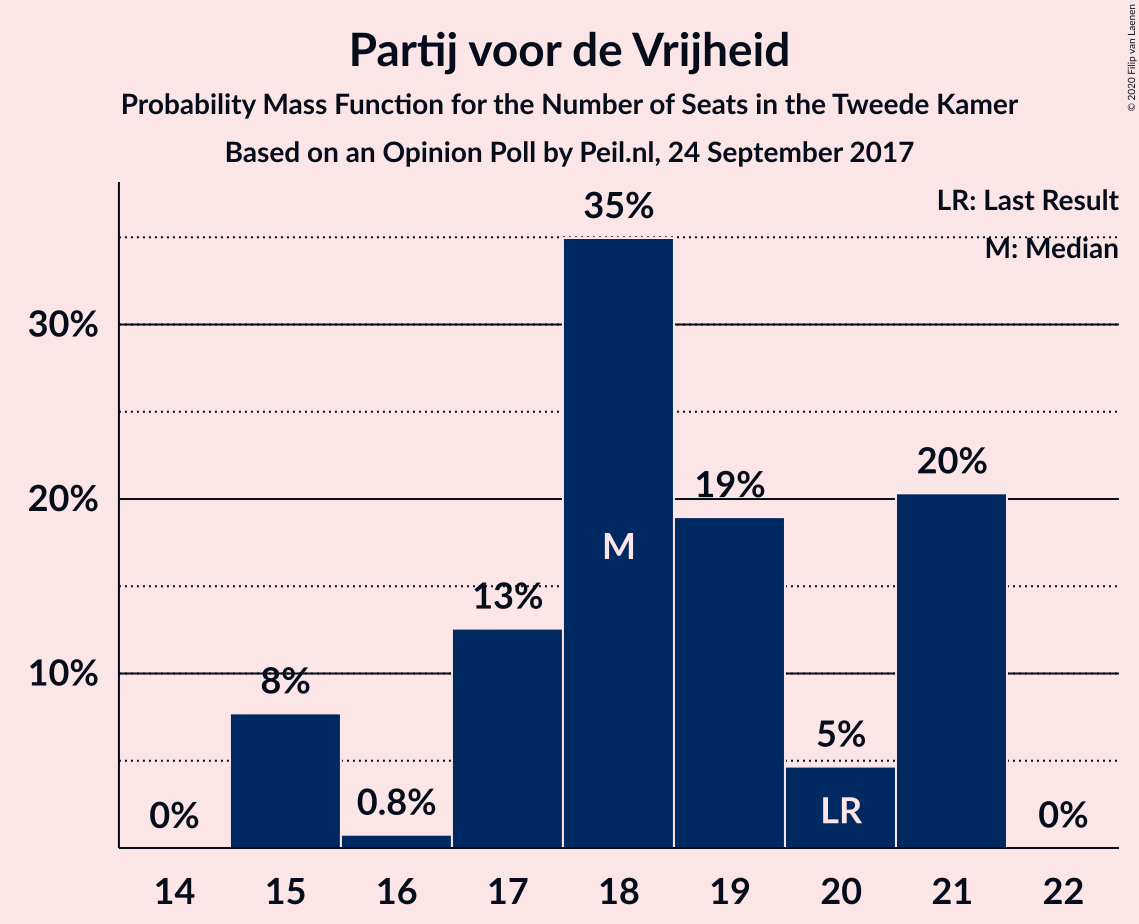 Partij voor de Vrijheid
Probability Mass Function for the Number of Seats in the Tweede Kamer
Based on an Opinion Poll by Peil.nl, 24 September 2017
© 2020 Filip van Laenen
LR: Last Result
M: Median
35%
30%
20%
19%
20%
M
13%
10%
8%
5%
0%
0.8%
LR
0%
14 15 16 17 18 19 20 21 22